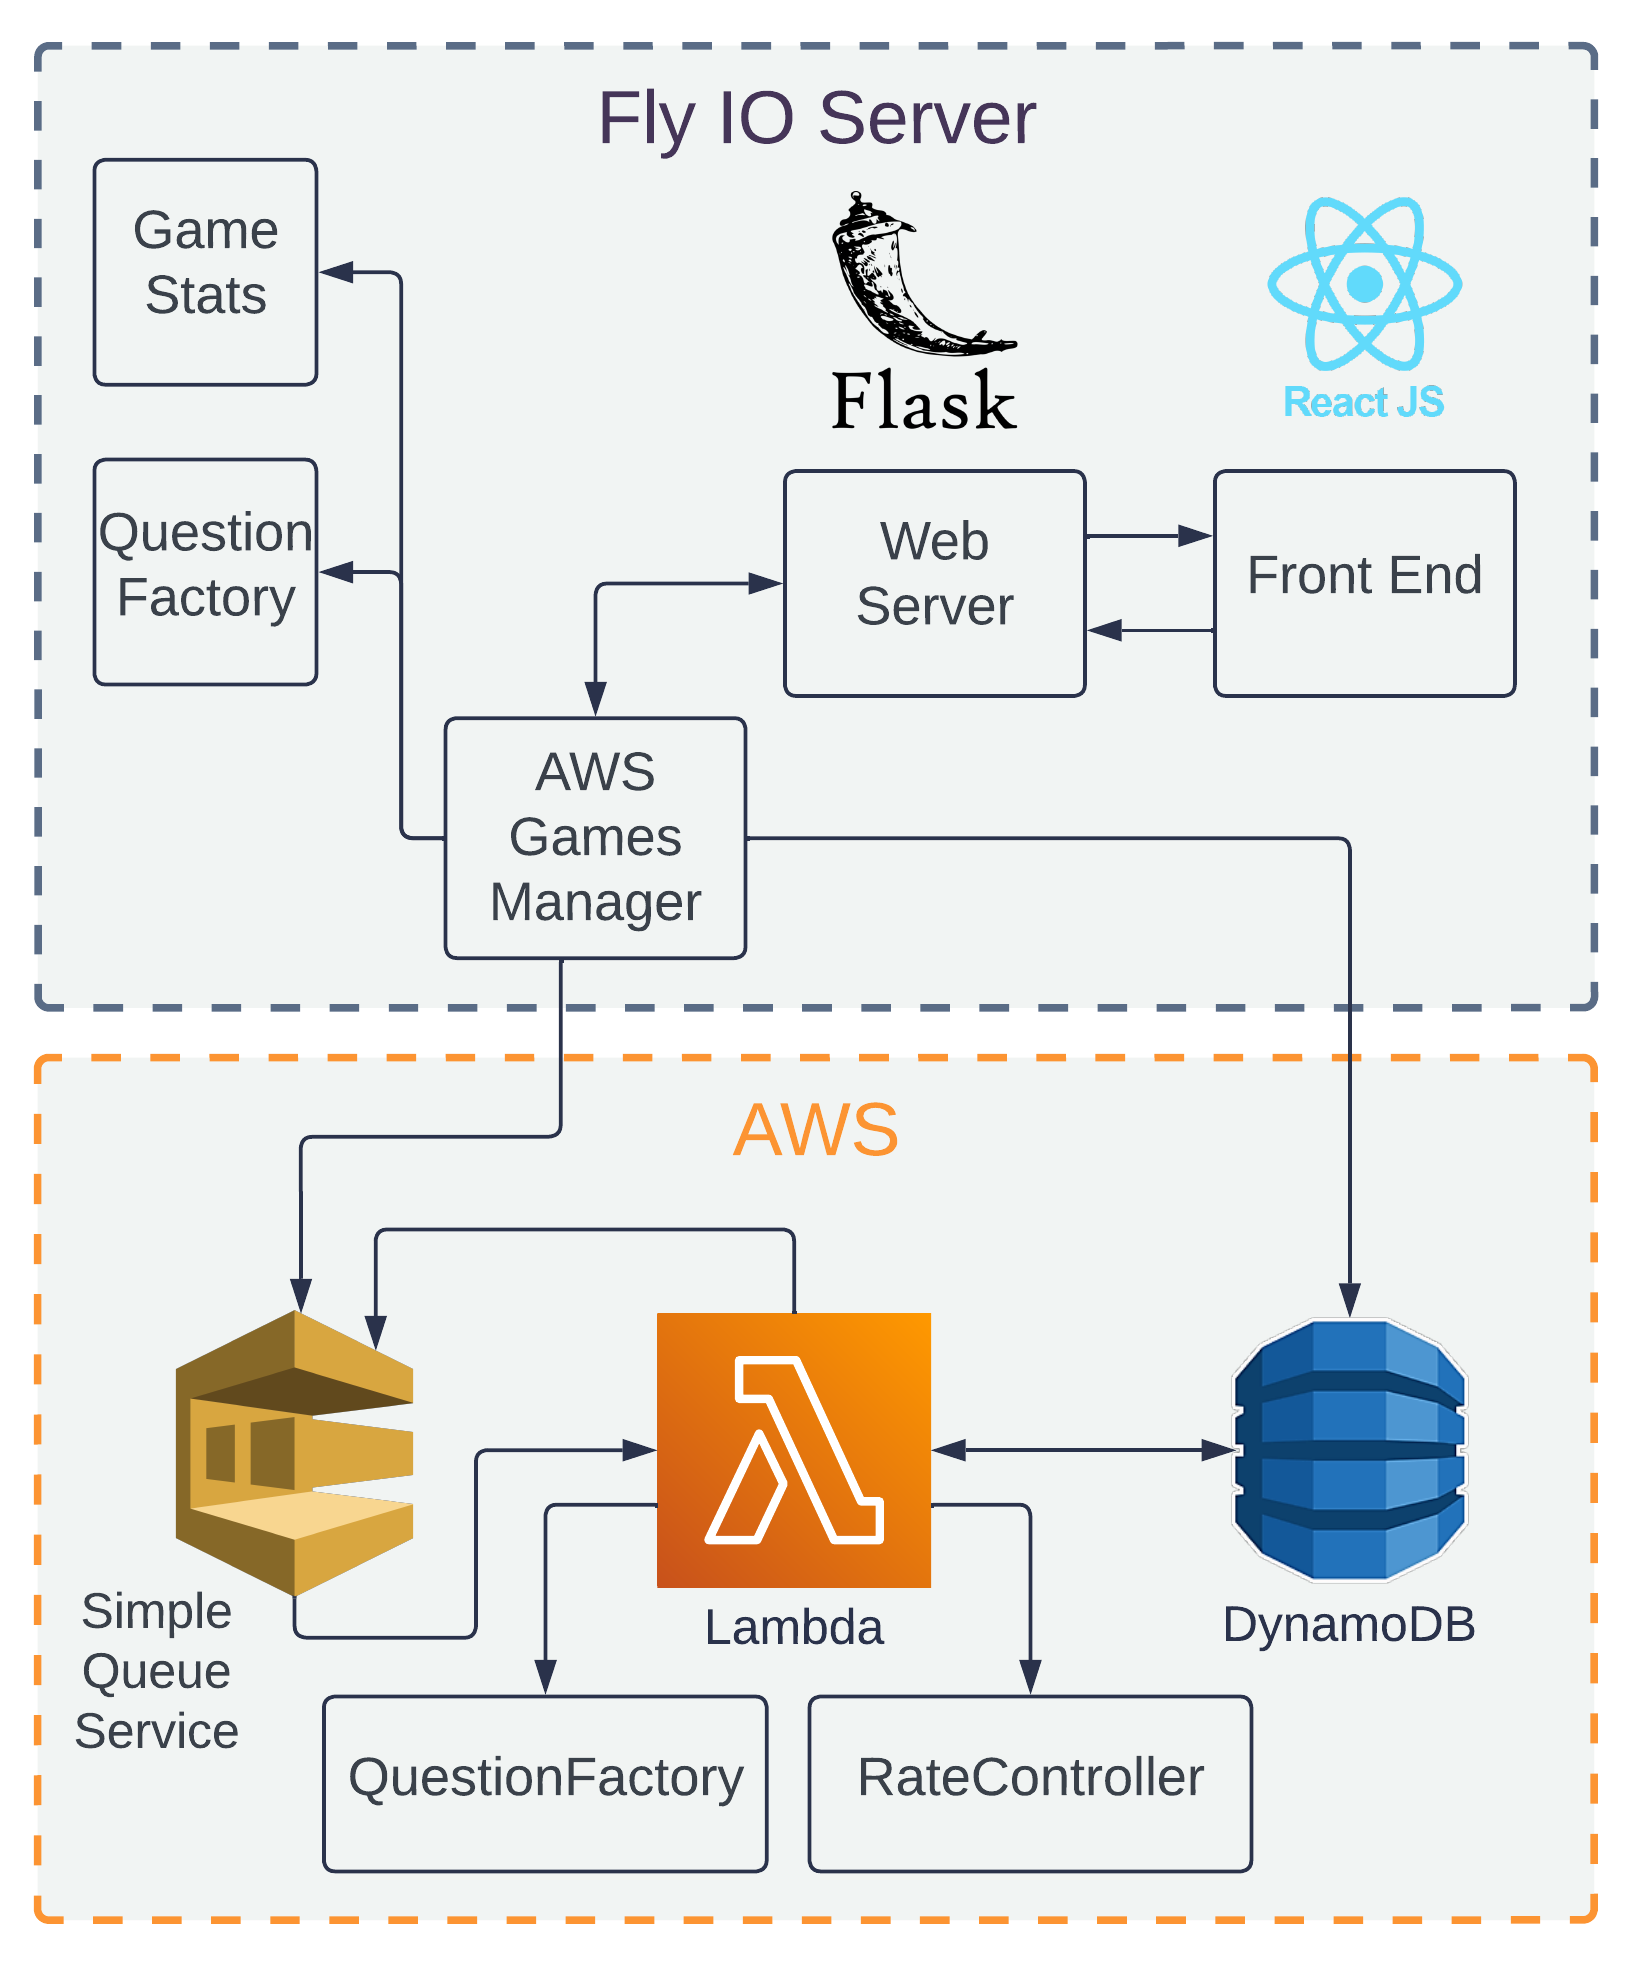 Fly IO Server
Game
Stats
Flask
React JS
Question
Factory
Web
Server
Front End
AWS
Games
Manager
AWS
Simple
Queue
Service
Lambda
DynamoDB
QuestionFactory
RateController